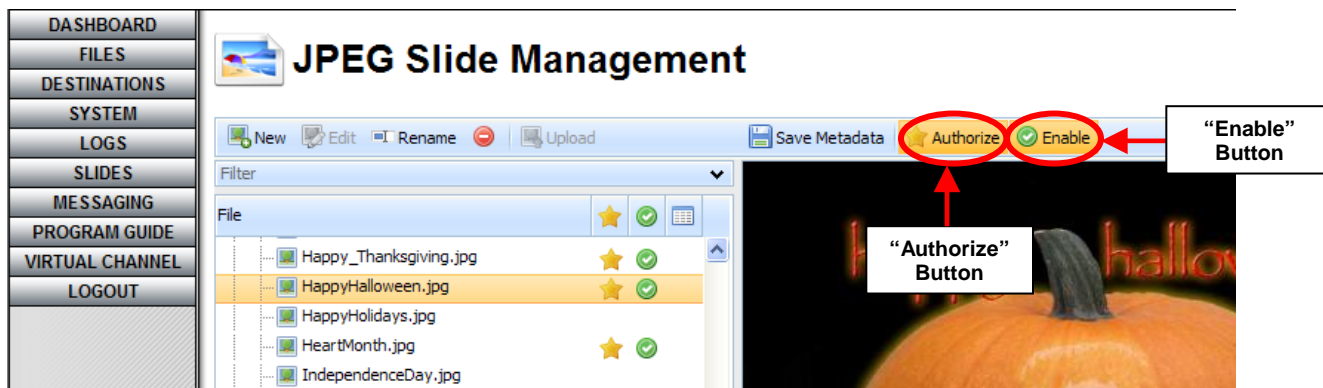 DASHBOARD
FILES
DESTINATIONS
SYSTEM
LOGS
SLIDES
MESSAGING
PROGRAM GUIDE
VIRTUAL CHANNEL
LOGOUT
JPEG Slide Management
New Edit Rename Upload Save Metadata Authorize Enable
“Enable”
Button
Filter
File
“Authorize”
Button
Happy_Thanksgiving.jpg
HappyHalloween.jpg
HappyHolidays.jpg
HeartMonth.jpg
IndependenceDay.jpg